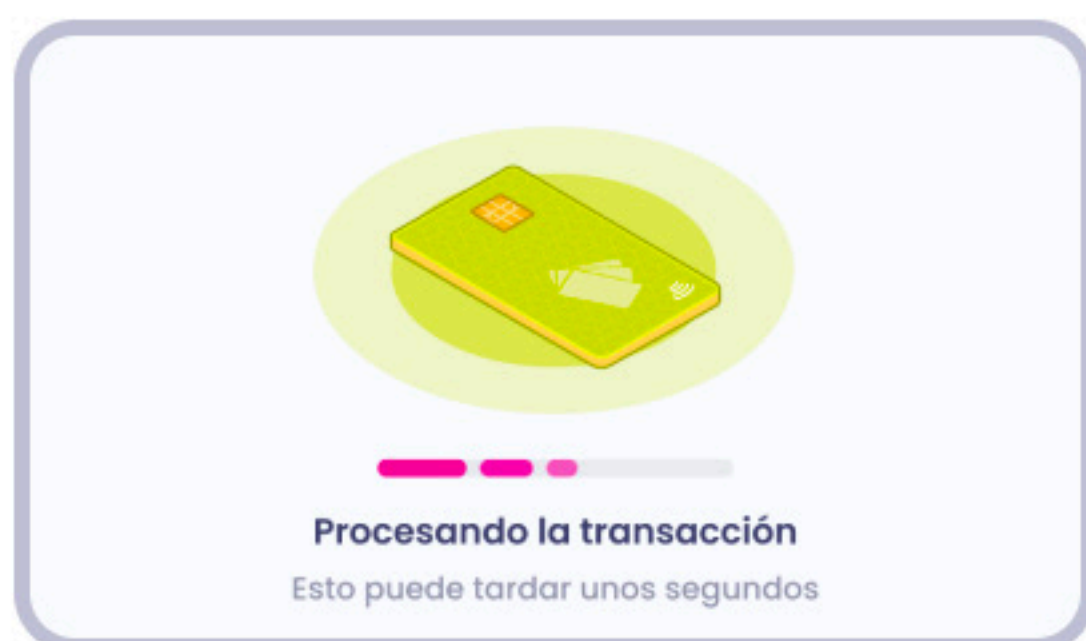 Procesando la transacción
Esto puede tardar unos segundos